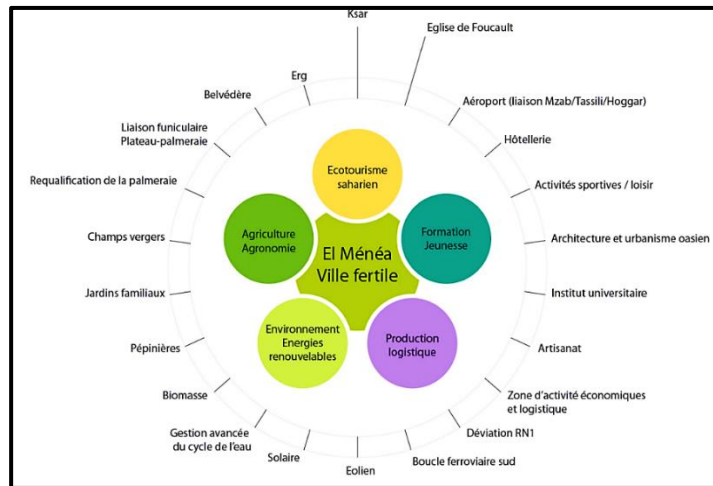 Ksar
Eglise de Foucault
Aéroport (liaison Mzab/Tassili/Hoggar)
Hôtellerie
Activités sportives / loisir
Architecture et urbanisme oasien
Institut universitaire
Artisanat
Zone d'activité économiques
et logistique
Déviation RN1
Boucle ferroviaire sud
Eolien
Solaire
Gestion avancée
du cycle de l'eau
Biomasse
Pépinières
Jardins familiaux
Champs vergers
Requalification de la palmeraie
Liaison funiculaire
Plateau-palmeraie
Belvédère
Erg
Ecotourisme
saharien
Formation
Jeunesse
Production
logistique
Environnement
Energies
renouvelables
Agriculture
Agronomie
El Ménéa
Ville fertile